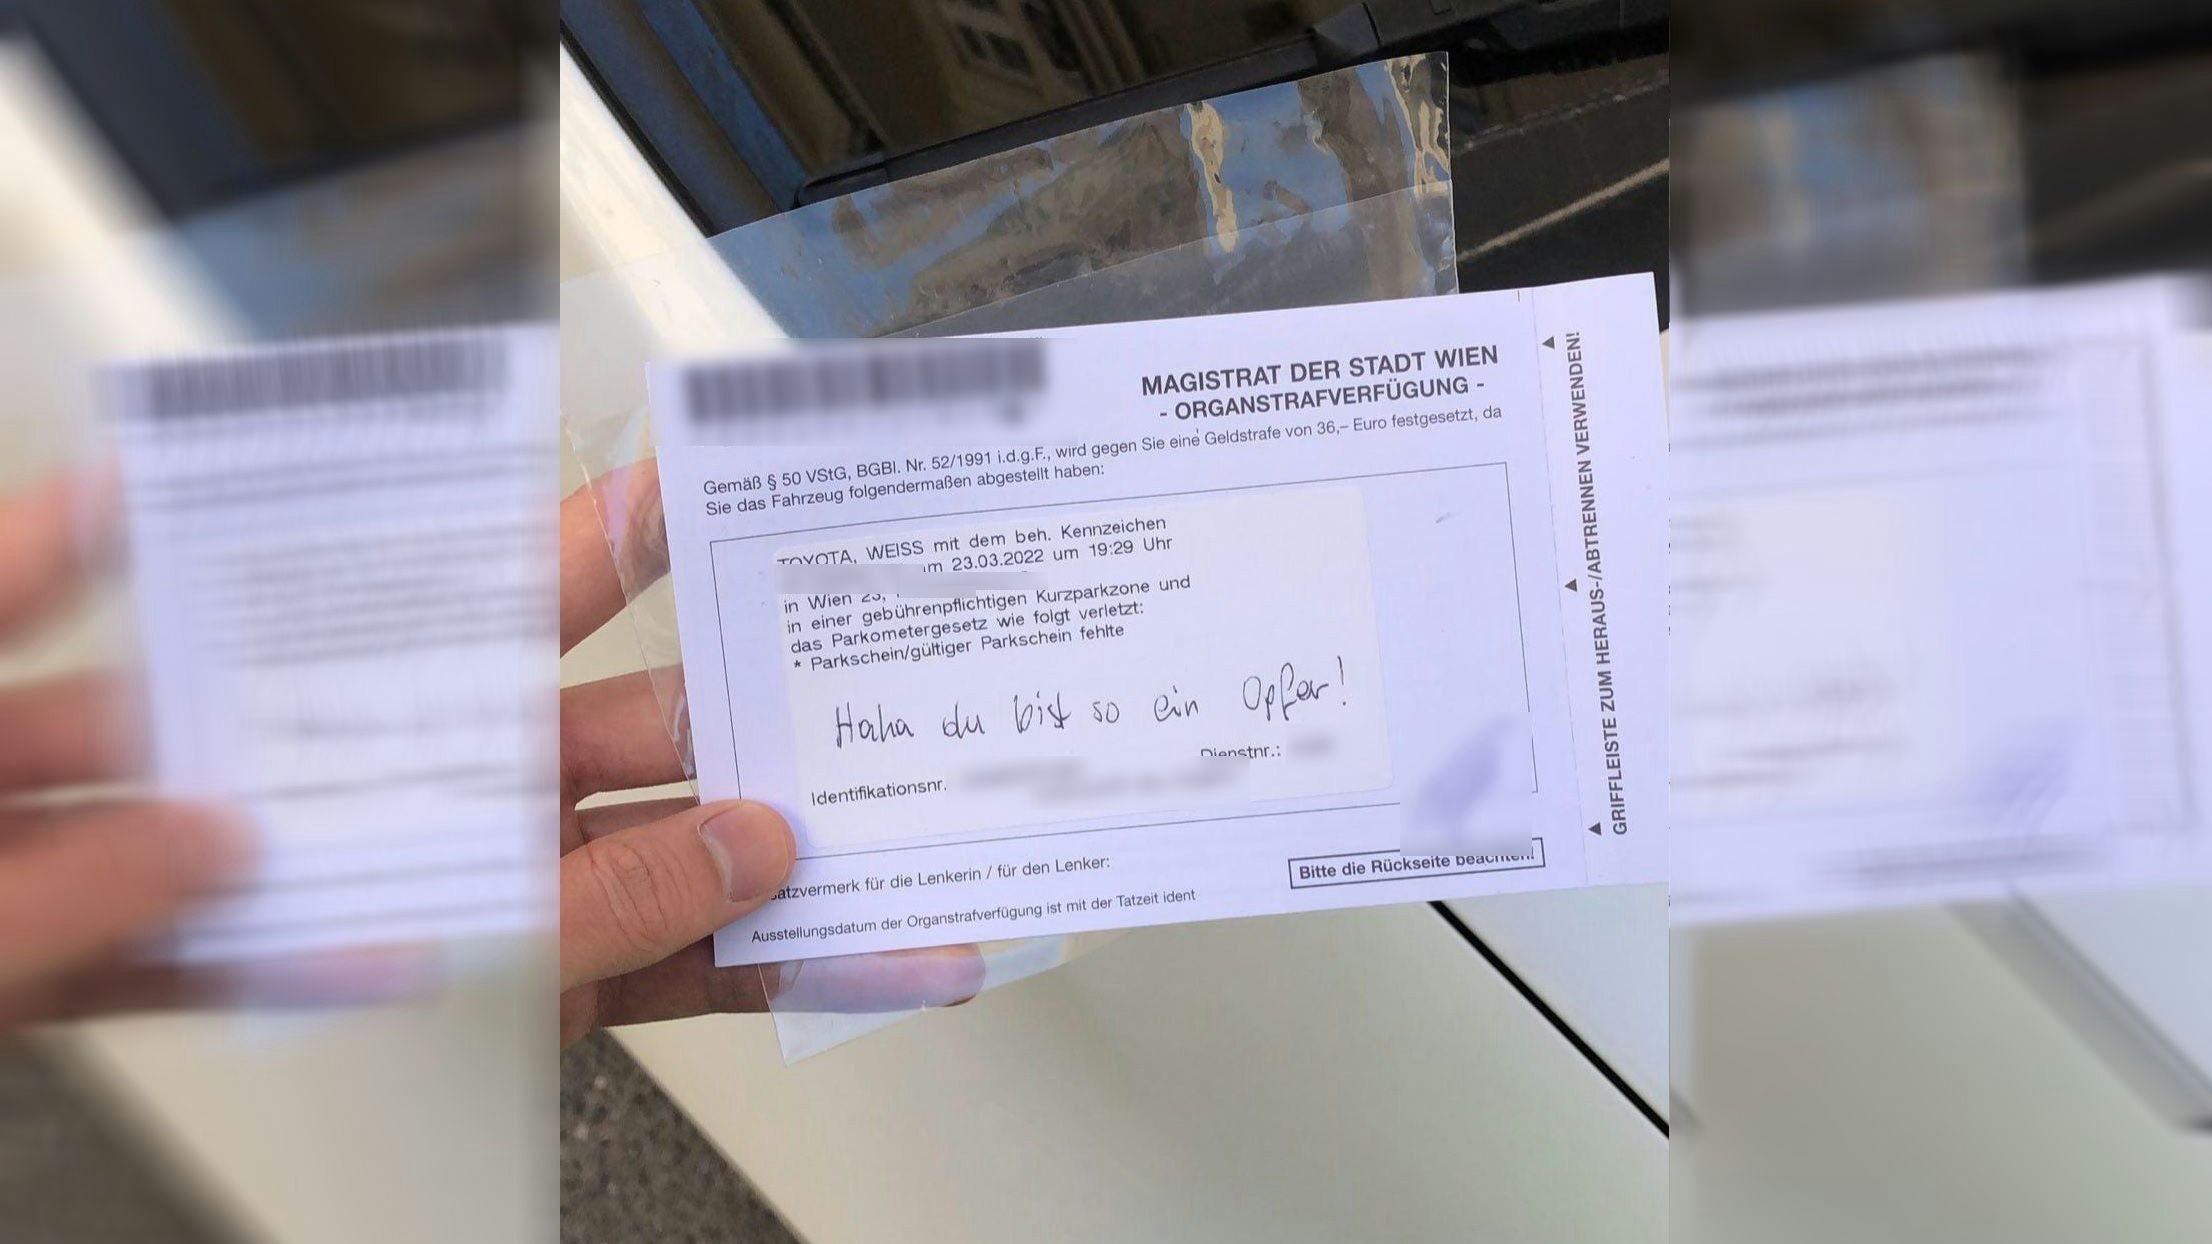 MAGISTRAT DER STADT WIEN
- ORGANSTRAFVERFÜGUNG -
Gemäß § 50 VStG, BGBl. Nr. 52/1991 i.d.g.F., wird gegen Sie eine Geldstrafe von 36,– Euro festgesetzt, da
Sie das Fahrzeug folgendermaßen abgestellt haben:
TOYOTA, WEISS mit dem beh. Kennzeichen
m 23.03.2022 um 19:29 Uhr
in Wien 23,
in einer gebührenpflichtigen Kurzparkzone und
das Parkometergesetz wie folgt verletzt:
* Parkschein/gültiger Parkschein fehlte
Haha du bist so ein Opfer!
Dienstnr.:
Identifikationsnr.
satzvermerk für die Lenkerin / für den Lenker:
Bitte die Rückseite beachten!
Ausstellungsdatum der Organstrafverfügung ist mit der Tatzeit ident
▲ GRIFFLEISTE ZUM HERAUS-/ABTRENNEN VERWENDEN! ▲ ▲